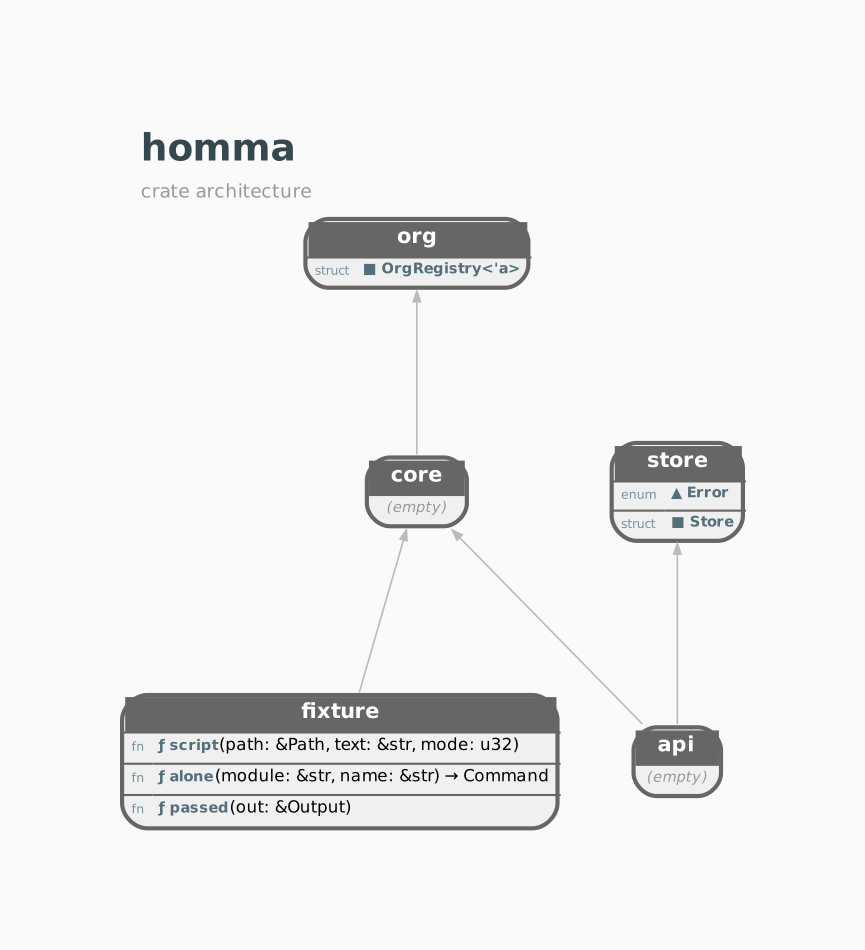 homma
crate architecture
org
struct ■ OrgRegistry<'a>
core
(empty)
store
enum ▲ Error
struct ■ Store
fixture
fn ƒ script(path: &Path, text: &str, mode: u32)
fn ƒ alone(module: &str, name: &str) → Command
fn ƒ passed(out: &Output)
api
(empty)